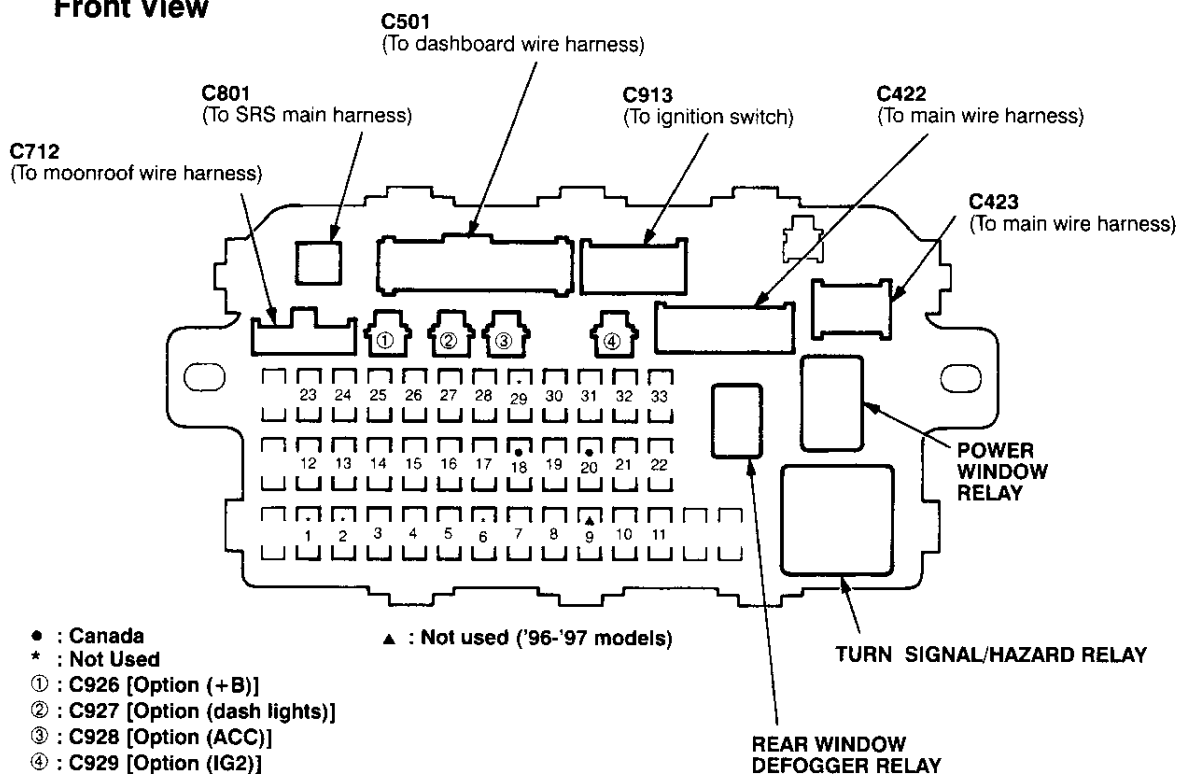 Front View
C501
(To dashboard wire harness)
C801
(To SRS main harness)
C913
(To ignition switch)
C422
(To main wire harness)
C712
(To moonroof wire harness)
C423
(To main wire harness)
① ② ③ ④
23 24 25 26 27 28 *29 30 31 32 33
12 13 14 15 16 17 ●18 19 ●20 21 22
*1 *2 3 4 5 *6 7 8 ▲9 10 11
POWER
WINDOW
RELAY
● : Canada
* : Not Used
① : C926 [Option (+B)]
② : C927 [Option (dash lights)]
③ : C928 [Option (ACC)]
④ : C929 [Option (IG2)]
▲ : Not used ('96-'97 models)
TURN SIGNAL/HAZARD RELAY
REAR WINDOW
DEFOGGER RELAY